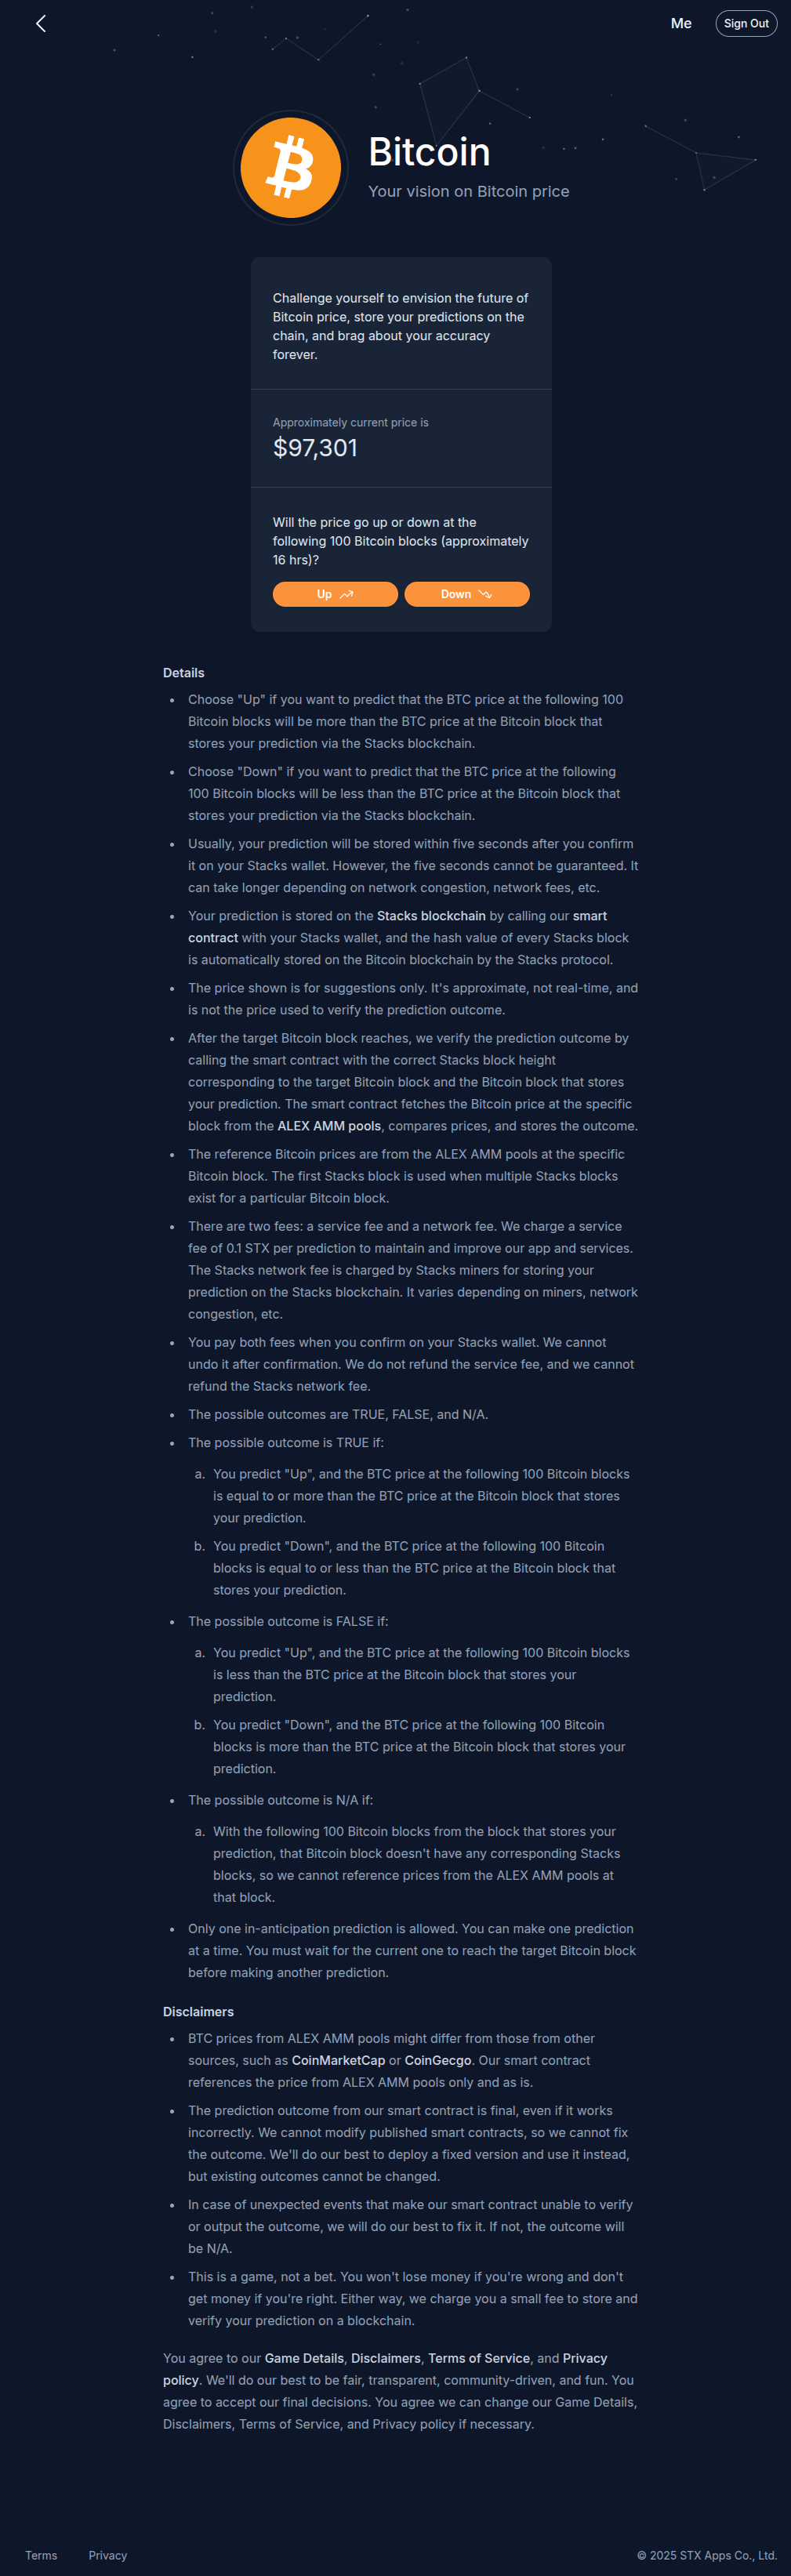 Me
Sign Out
Bitcoin
Your vision on Bitcoin price
Challenge yourself to envision the future of
Bitcoin price, store your predictions on the
chain, and brag about your accuracy
forever.
Approximately current price is
$97,301
Will the price go up or down at the
following 100 Bitcoin blocks (approximately
16 hrs)?
Up
Down
Details
• Choose "Up" if you want to predict that the BTC price at the following 100
Bitcoin blocks will be more than the BTC price at the Bitcoin block that
stores your prediction via the Stacks blockchain.
• Choose "Down" if you want to predict that the BTC price at the following
100 Bitcoin blocks will be less than the BTC price at the Bitcoin block that
stores your prediction via the Stacks blockchain.
• Usually, your prediction will be stored within five seconds after you confirm
it on your Stacks wallet. However, the five seconds cannot be guaranteed. It
can take longer depending on network congestion, network fees, etc.
• Your prediction is stored on the Stacks blockchain by calling our smart
contract with your Stacks wallet, and the hash value of every Stacks block
is automatically stored on the Bitcoin blockchain by the Stacks protocol.
• The price shown is for suggestions only. It's approximate, not real-time, and
is not the price used to verify the prediction outcome.
• After the target Bitcoin block reaches, we verify the prediction outcome by
calling the smart contract with the correct Stacks block height
corresponding to the target Bitcoin block and the Bitcoin block that stores
your prediction. The smart contract fetches the Bitcoin price at the specific
block from the ALEX AMM pools, compares prices, and stores the outcome.
• The reference Bitcoin prices are from the ALEX AMM pools at the specific
Bitcoin block. The first Stacks block is used when multiple Stacks blocks
exist for a particular Bitcoin block.
• There are two fees: a service fee and a network fee. We charge a service
fee of 0.1 STX per prediction to maintain and improve our app and services.
The Stacks network fee is charged by Stacks miners for storing your
prediction on the Stacks blockchain. It varies depending on miners, network
congestion, etc.
• You pay both fees when you confirm on your Stacks wallet. We cannot
undo it after confirmation. We do not refund the service fee, and we cannot
refund the Stacks network fee.
• The possible outcomes are TRUE, FALSE, and N/A.
• The possible outcome is TRUE if:
a. You predict "Up", and the BTC price at the following 100 Bitcoin blocks
is equal to or more than the BTC price at the Bitcoin block that stores
your prediction.
b. You predict "Down", and the BTC price at the following 100 Bitcoin
blocks is equal to or less than the BTC price at the Bitcoin block that
stores your prediction.
• The possible outcome is FALSE if:
a. You predict "Up", and the BTC price at the following 100 Bitcoin blocks
is less than the BTC price at the Bitcoin block that stores your
prediction.
b. You predict "Down", and the BTC price at the following 100 Bitcoin
blocks is more than the BTC price at the Bitcoin block that stores your
prediction.
• The possible outcome is N/A if:
a. With the following 100 Bitcoin blocks from the block that stores your
prediction, that Bitcoin block doesn't have any corresponding Stacks
blocks, so we cannot reference prices from the ALEX AMM pools at
that block.
• Only one in-anticipation prediction is allowed. You can make one prediction
at a time. You must wait for the current one to reach the target Bitcoin block
before making another prediction.
Disclaimers
• BTC prices from ALEX AMM pools might differ from those from other
sources, such as CoinMarketCap or CoinGecgo. Our smart contract
references the price from ALEX AMM pools only and as is.
• The prediction outcome from our smart contract is final, even if it works
incorrectly. We cannot modify published smart contracts, so we cannot fix
the outcome. We'll do our best to deploy a fixed version and use it instead,
but existing outcomes cannot be changed.
• In case of unexpected events that make our smart contract unable to verify
or output the outcome, we will do our best to fix it. If not, the outcome will
be N/A.
• This is a game, not a bet. You won't lose money if you're wrong and don't
get money if you're right. Either way, we charge you a small fee to store and
verify your prediction on a blockchain.
You agree to our Game Details, Disclaimers, Terms of Service, and Privacy
policy. We'll do our best to be fair, transparent, community-driven, and fun. You
agree to accept our final decisions. You agree we can change our Game Details,
Disclaimers, Terms of Service, and Privacy policy if necessary.
Terms
Privacy
© 2025 STX Apps Co., Ltd.